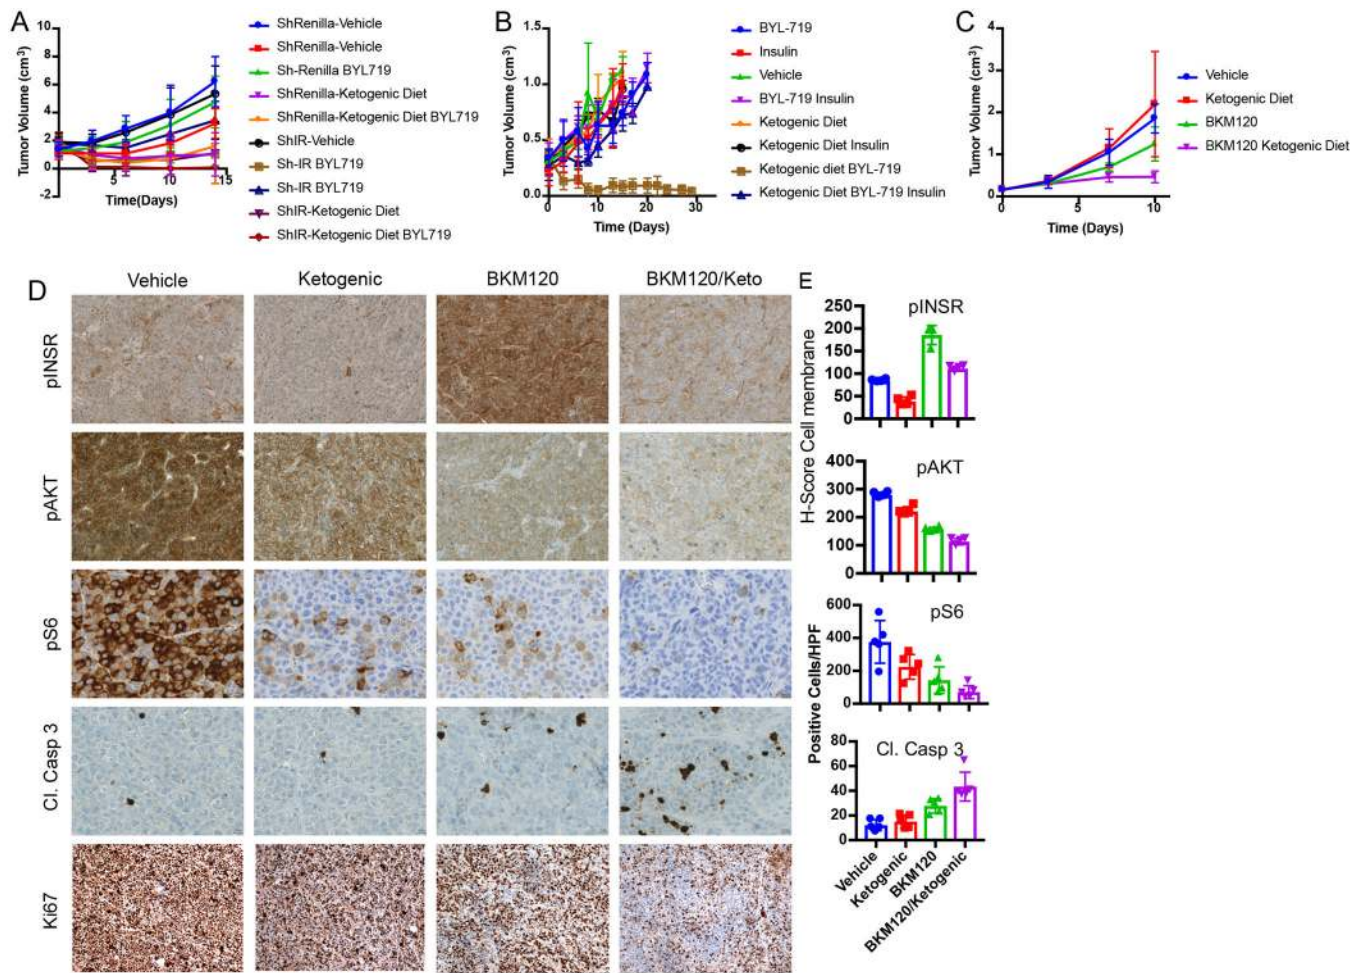 A
Tumor Volume (cm³)
10
8
6
4
2
0
-2
5
10
15
Time(Days)
ShRenilla-Vehicle
ShRenilla-Vehicle
Sh-Renilla BYL719
ShRenilla-Ketogenic Diet
ShRenilla-Ketogenic Diet BYL719
ShIR-Vehicle
Sh-IR BYL719
Sh-IR BYL719
ShIR-Ketogenic Diet
ShIR-Ketogenic Diet BYL719
B
Tumor Volume (cm³)
1.5
1.0
0.5
0.0
0
10
20
30
Time (Days)
BYL-719
Insulin
Vehicle
BYL-719 Insulin
Ketogenic Diet
Ketogenic Diet Insulin
Ketogenic diet BYL-719
Ketogenic Diet BYL-719 Insulin
C
Tumor Volume (cm³)
4
3
2
1
0
0
5
10
Time (Days)
Vehicle
Ketogenic Diet
BKM120
BKM120 Ketogenic Diet
D
Vehicle
Ketogenic
BKM120
BKM120/Keto
pINSR
pAKT
pS6
Cl. Casp 3
Ki67
E
H-Score Cell membrane
pINSR
250
200
150
100
50
0
pAKT
400
300
200
100
0
Positive Cells/HPF
pS6
600
400
200
0
Cl. Casp 3
80
60
40
20
0
Vehicle
Ketogenic
BKM120
BKM120/Ketogenic